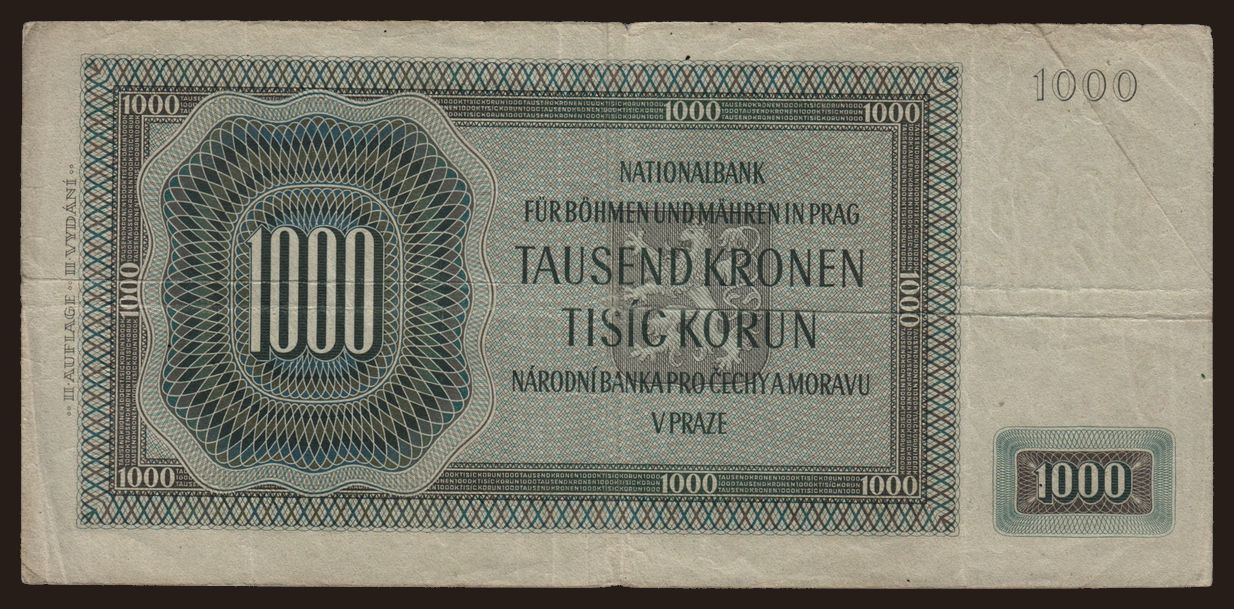 1000
1000
1000
1000
NATIONALBANK
FÜR BÖHMEN UND MÄHREN IN PRAG
TAUSEND KRONEN
TISÍC KORUN
NÁRODNÍ BANKA PRO ČECHY A MORAVU
V PRAZE
1000
1000
1000
°° II. AUFLAGE °° II. VYDÁNÍ °°
1000
1000
1000
1000